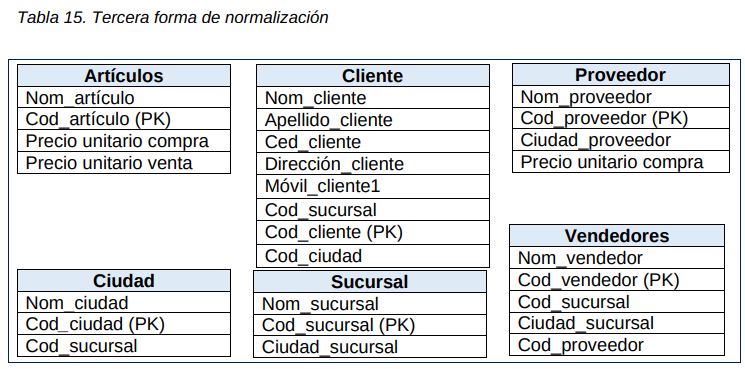 Tabla 15. Tercera forma de normalización
Artículos
Nom_artículo
Cod_artículo (PK)
Precio unitario compra
Precio unitario venta
Cliente
Nom_cliente
Apellido_cliente
Ced_cliente
Dirección_cliente
Móvil_cliente1
Cod_sucursal
Cod_cliente (PK)
Cod_ciudad
Proveedor
Nom_proveedor
Cod_proveedor (PK)
Ciudad_proveedor
Precio unitario compra
Ciudad
Nom_ciudad
Cod_ciudad (PK)
Cod_sucursal
Sucursal
Nom_sucursal
Cod_sucursal (PK)
Ciudad_sucursal
Vendedores
Nom_vendedor
Cod_vendedor (PK)
Cod_sucursal
Ciudad_sucursal
Cod_proveedor